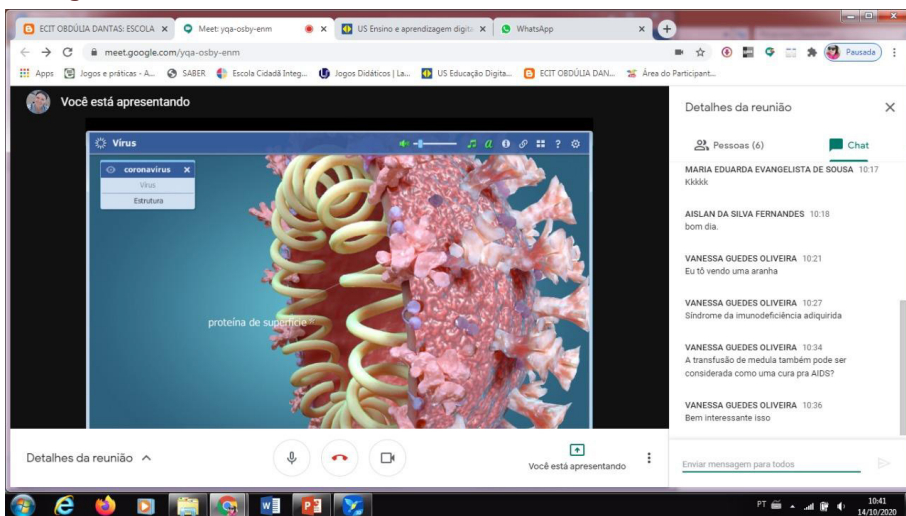 ECIT OBDÚLIA DANTAS: ESCOLA
Meet: yqa-osby-enm
US Ensino e aprendizagem digita
WhatsApp
meet.google.com/yqa-osby-enm
Pausada
Apps
Jogos e práticas - A...
SABER
Escola Cidadã Integ...
Jogos Didáticos | La...
US Educação Digita...
ECIT OBDÚLIA DAN...
Área do Participant...
Você está apresentando
Vírus
coronavirus
Vírus
Estrutura
proteína de superfície
Detalhes da reunião
Pessoas (6)
Chat
MARIA EDUARDA EVANGELISTA DE SOUSA 10:17
Kkkkk
AISLAN DA SILVA FERNANDES 10:18
bom dia.
VANESSA GUEDES OLIVEIRA 10:21
Eu tô vendo uma aranha
VANESSA GUEDES OLIVEIRA 10:27
Síndrome da imunodeficiência adiquirida
VANESSA GUEDES OLIVEIRA 10:34
A transfusão de medula também pode ser
considerada como uma cura pra AIDS?
VANESSA GUEDES OLIVEIRA 10:36
Bem interessante isso
Enviar mensagem para todos
Detalhes da reunião
Você está apresentando
PT
10:41
14/10/2020